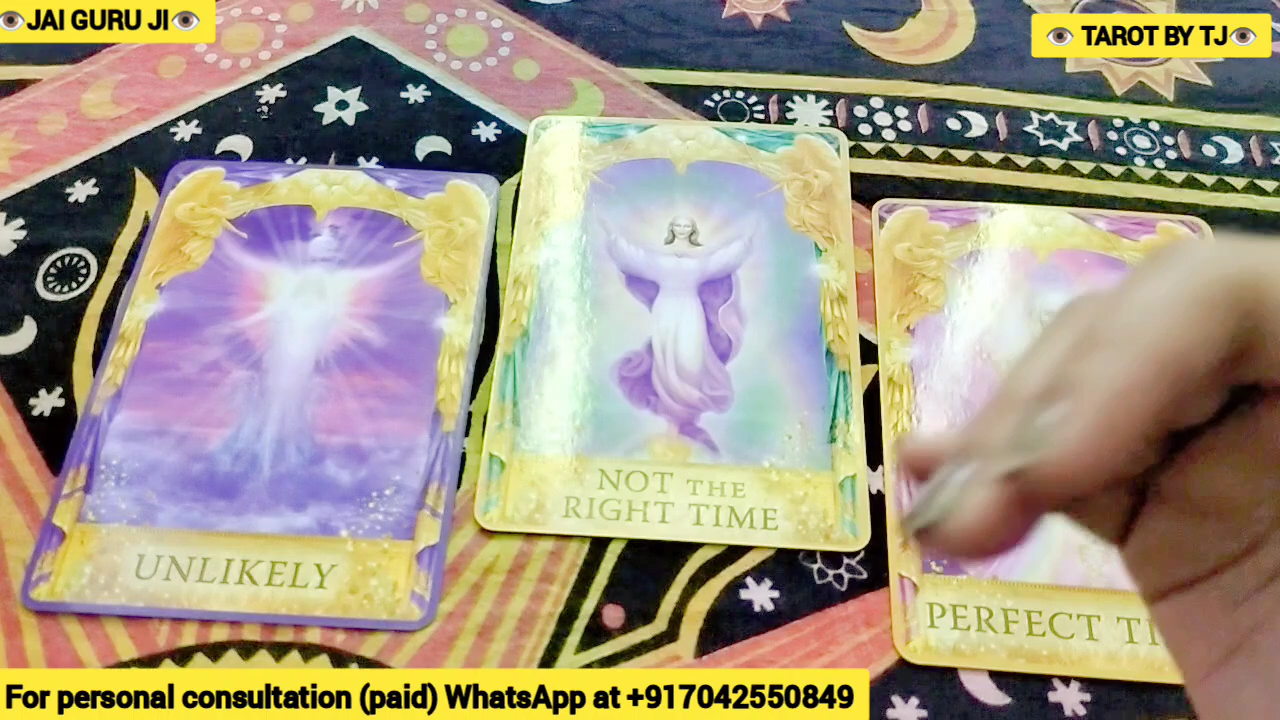 👁️JAI GURU JI👁️
👁️ TAROT BY TJ👁️
UNLIKELY
NOT THE
RIGHT TIME
PERFECT
For personal consultation (paid) WhatsApp at +917042550849